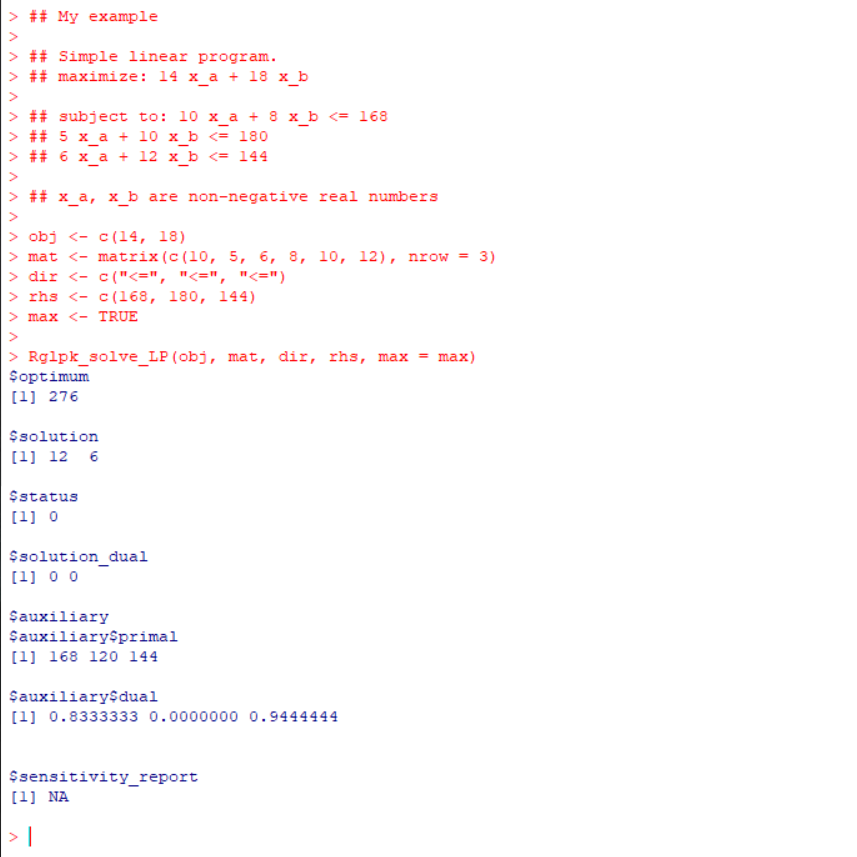 > ## My example
>
> ## Simple linear program.
> ## maximize: 14 x_a + 18 x_b
>
> ## subject to: 10 x_a + 8 x_b <= 168
> ## 5 x_a + 10 x_b <= 180
> ## 6 x_a + 12 x_b <= 144
>
> ## x_a, x_b are non-negative real numbers
>
> obj <- c(14, 18)
> mat <- matrix(c(10, 5, 6, 8, 10, 12), nrow = 3)
> dir <- c("<=", "<=", "<=")
> rhs <- c(168, 180, 144)
> max <- TRUE
>
> Rglpk_solve_LP(obj, mat, dir, rhs, max = max)
$optimum
[1] 276
$solution
[1] 12  6
$status
[1] 0
$solution_dual
[1] 0 0
$auxiliary
$auxiliary$primal
[1] 168 120 144
$auxiliary$dual
[1] 0.8333333 0.0000000 0.9444444
$sensitivity_report
[1] NA
>